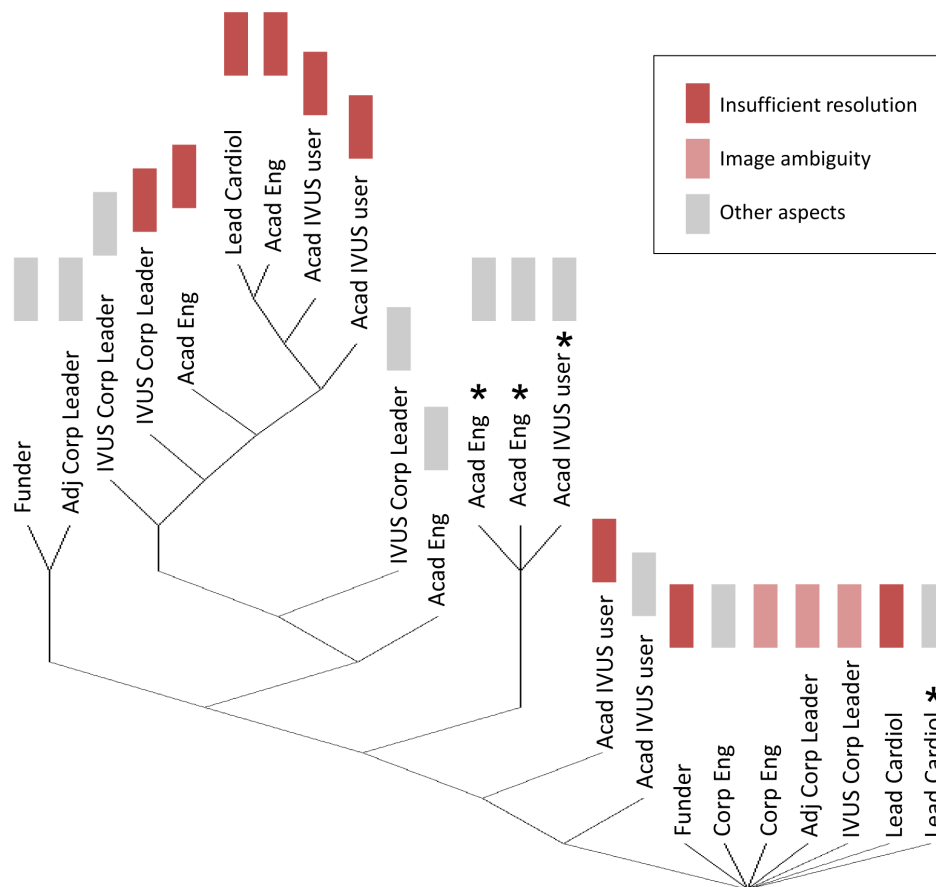 Insufficient resolution
Image ambiguity
Other aspects
Funder
Adj Corp Leader
IVUS Corp Leader
IVUS Corp Leader
Acad Eng
Lead Cardiol
Acad Eng
Acad IVUS user
Acad IVUS user
IVUS Corp Leader
Acad Eng
Acad Eng *
Acad Eng *
Acad IVUS user *
Acad IVUS user
Acad IVUS user
Funder
Corp Eng
Corp Eng
Adj Corp Leader
IVUS Corp Leader
Lead Cardiol
Lead Cardiol *